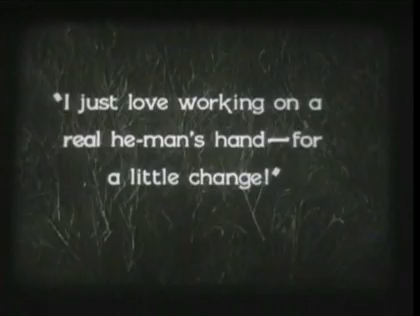 "I just love working on a
real he-man's hand—for
a little change!"